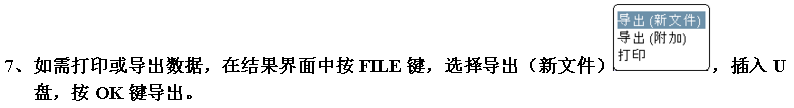 导出 (新文件)
导出 (附加)
打印
7、如需打印或导出数据，在结果界面中按 FILE 键，选择导出（新文件），插入 U
盘，按 OK 键导出。